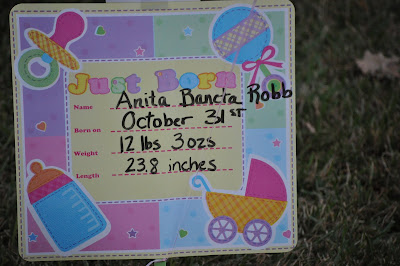 Just Born
Name Anita Bancta Robb
Born on October 31ST
Weight 12 lbs 3ozs
Length 23.8 inches